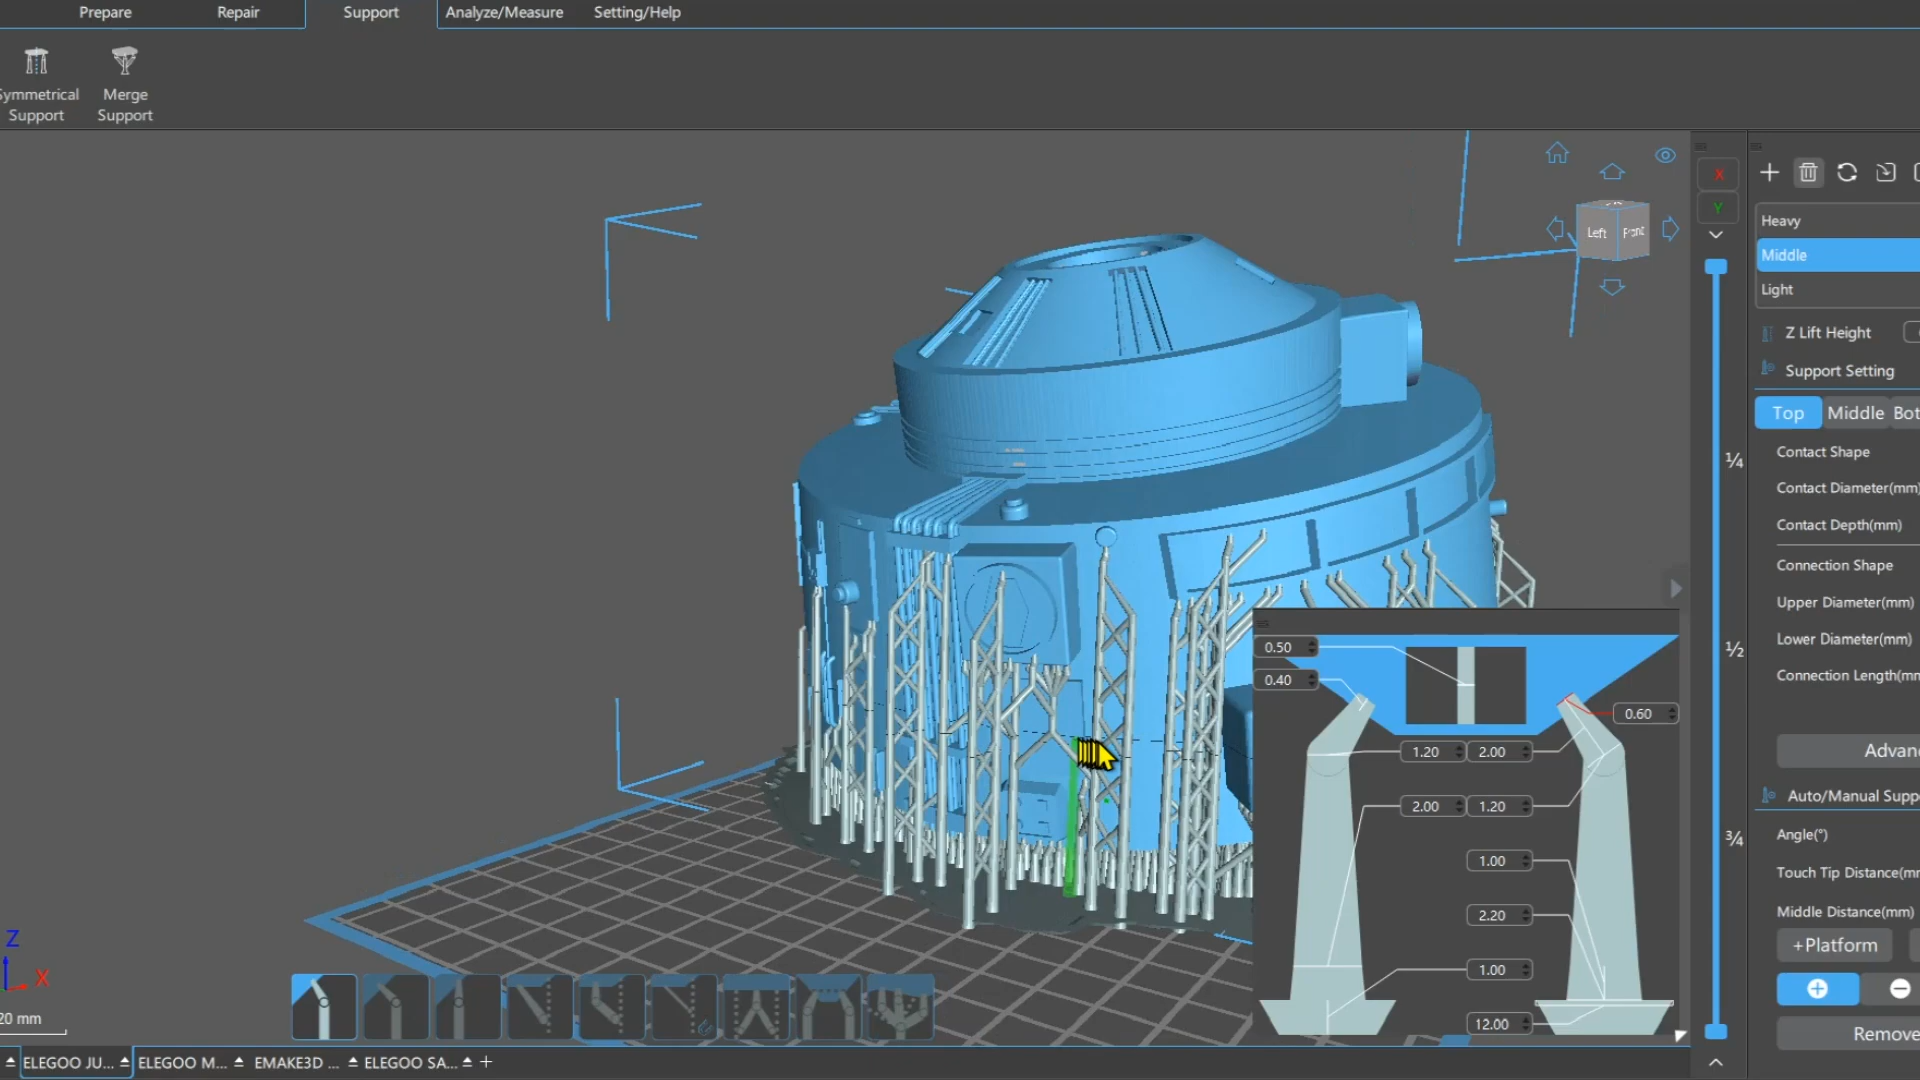 Prepare
Repair
Support
Analyze/Measure
Setting/Help
Symmetrical
Support
Merge
Support
Left
Front
X
Y
Heavy
Middle
Light
Z Lift Height
Support Setting
Top
Middle
Bot
Contact Shape
Contact Diameter(mm
Contact Depth(mm)
Connection Shape
Upper Diameter(mm)
Lower Diameter(mm)
Connection Length(mm
Advan
Auto/Manual Supp
Angle(°)
Touch Tip Distance(mm
Middle Distance(mm)
+Platform
Remove
1/4
1/2
3/4
0.50
0.40
0.60
1.20
2.00
2.00
1.20
1.00
2.20
1.00
12.00
Z
X
20 mm
ELEGOO JU...
ELEGOO M...
EMAKE3D ...
ELEGOO SA...